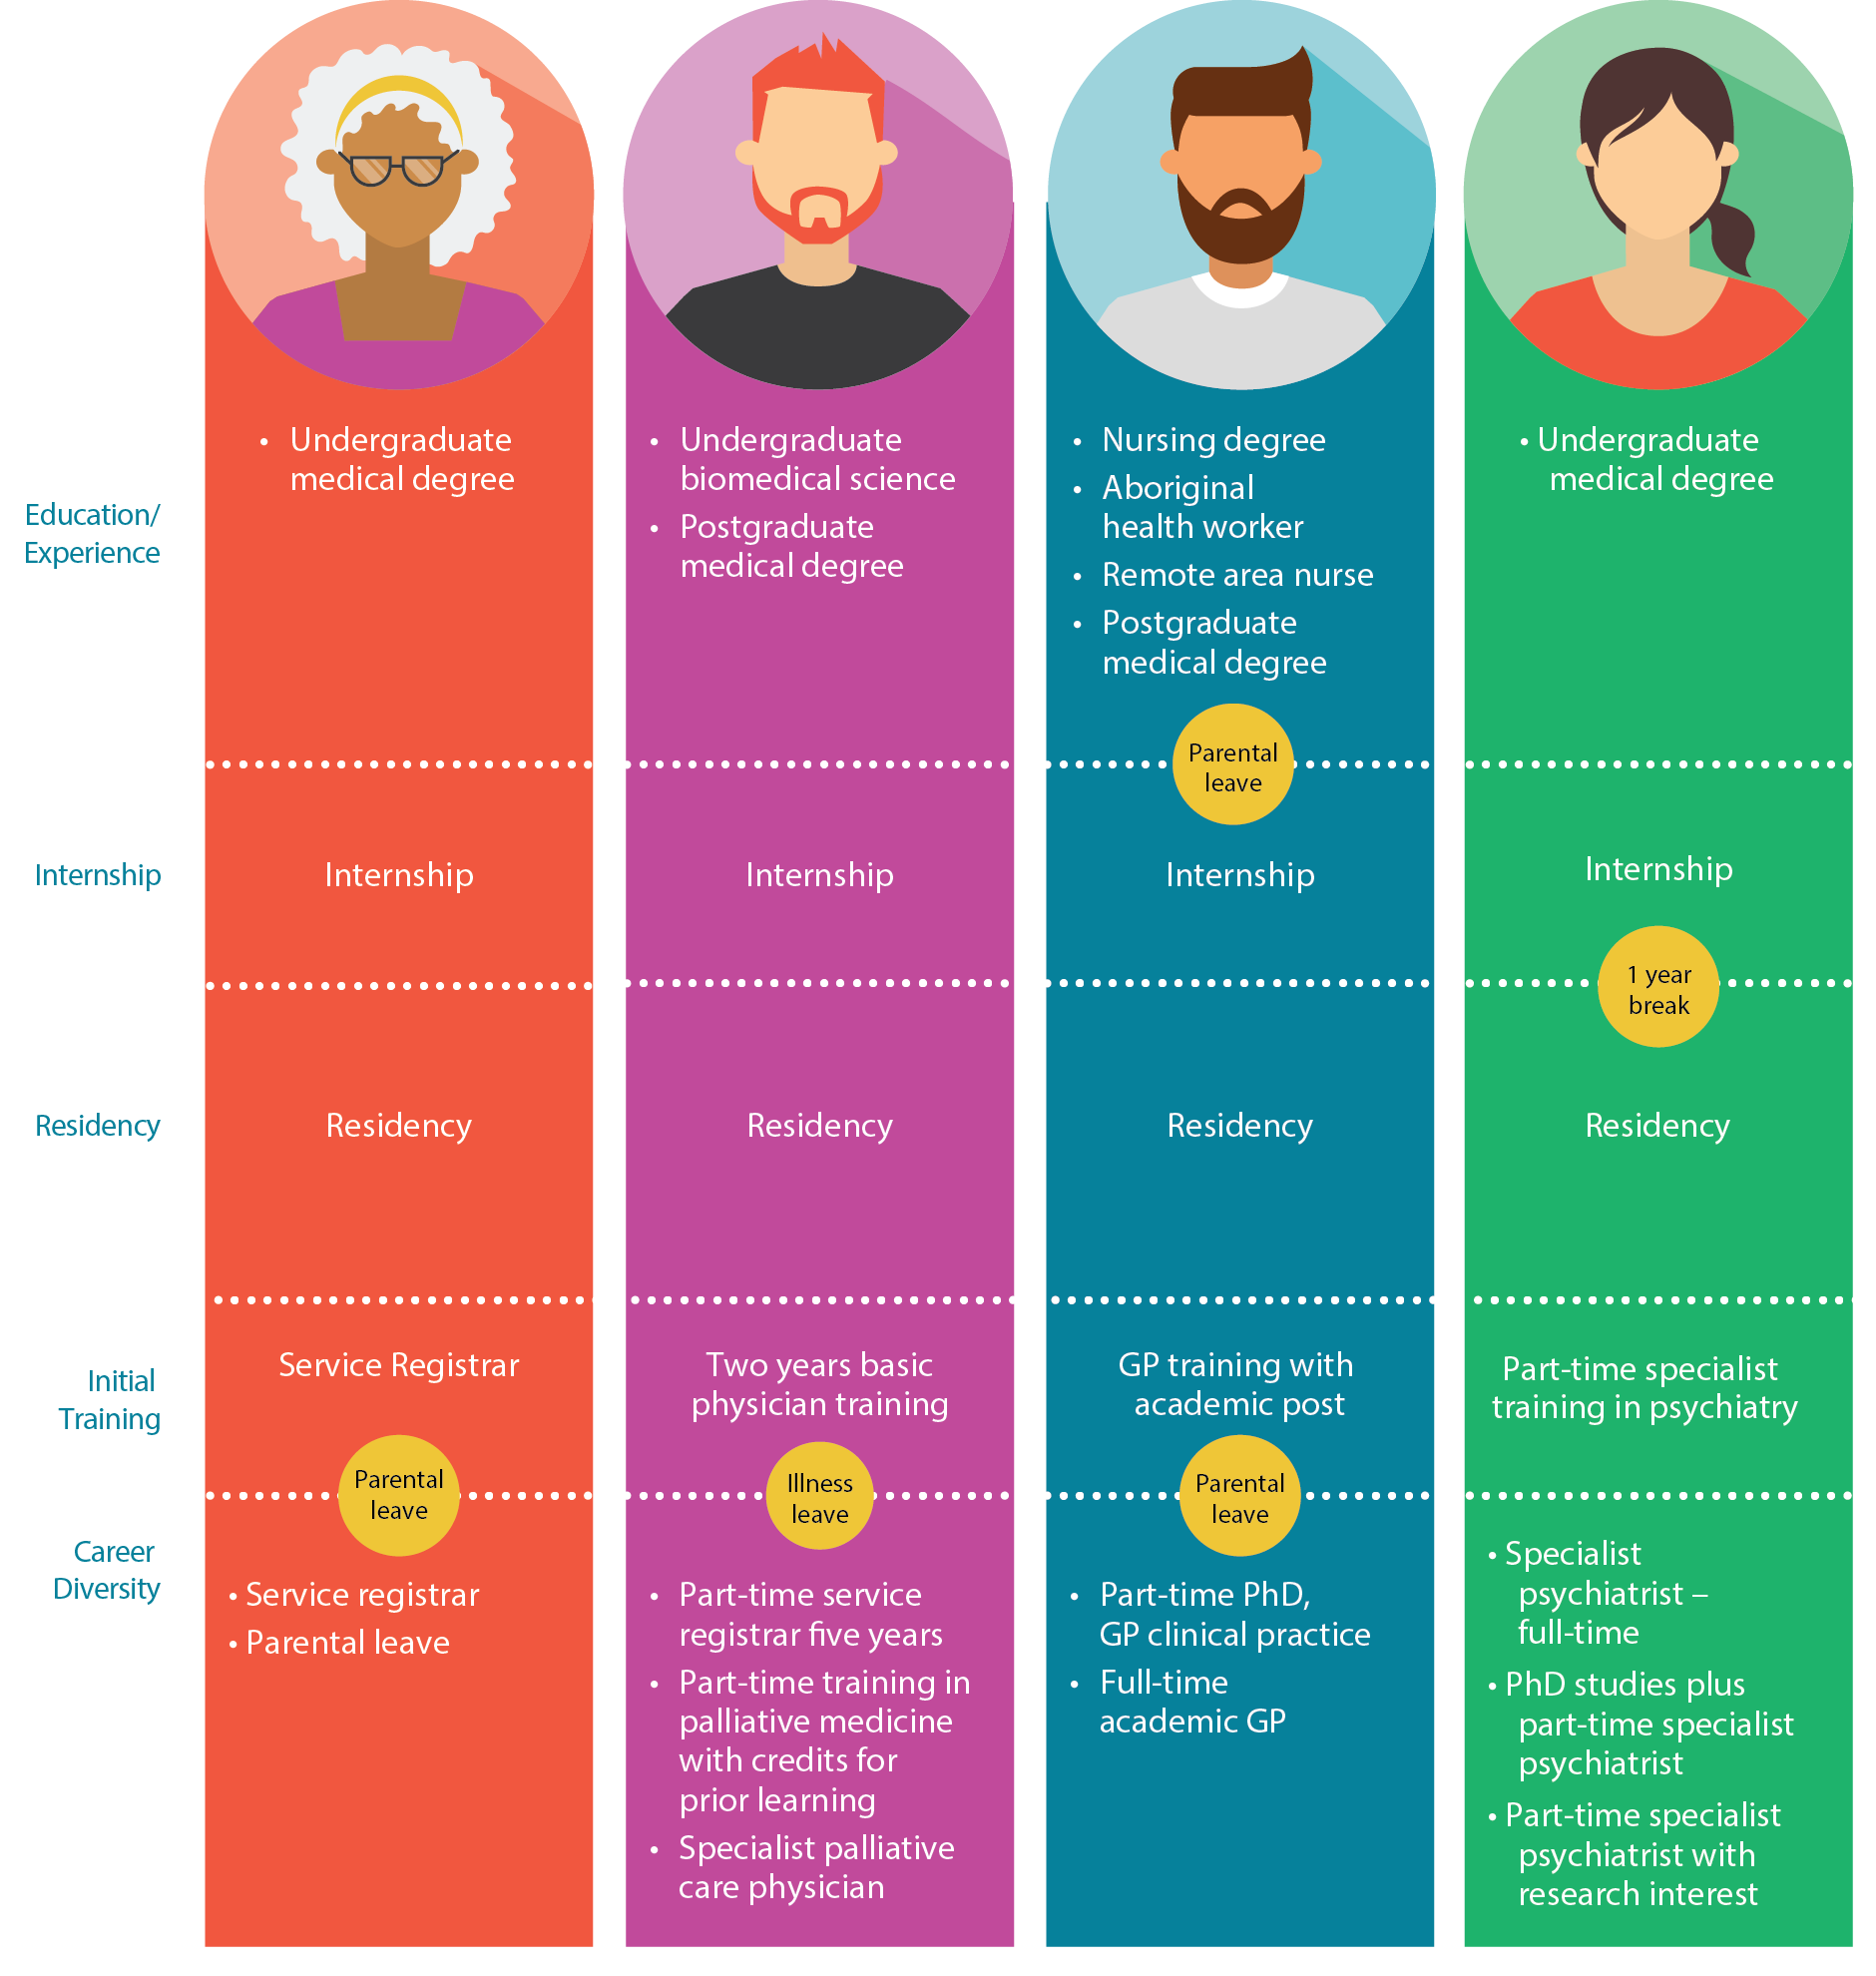 Education/
Experience
• Undergraduate
medical degree
• Undergraduate
biomedical science
• Postgraduate
medical degree
• Nursing degree
• Aboriginal
health worker
• Remote area nurse
• Postgraduate
medical degree
• Undergraduate
medical degree
Parental
leave
Internship
Internship
Internship
Internship
Internship
1 year
break
Residency
Residency
Residency
Residency
Residency
Initial
Training
Service Registrar
Two years basic
physician training
GP training with
academic post
Part-time specialist
training in psychiatry
Parental
leave
Illness
leave
Parental
leave
Career
Diversity
• Service registrar
• Parental leave
• Part-time service
registrar five years
• Part-time training in
palliative medicine
with credits for
prior learning
• Specialist palliative
care physician
• Part-time PhD,
GP clinical practice
• Full-time
academic GP
• Specialist
psychiatrist –
full-time
• PhD studies plus
part-time specialist
psychiatrist
• Part-time specialist
psychiatrist with
research interest